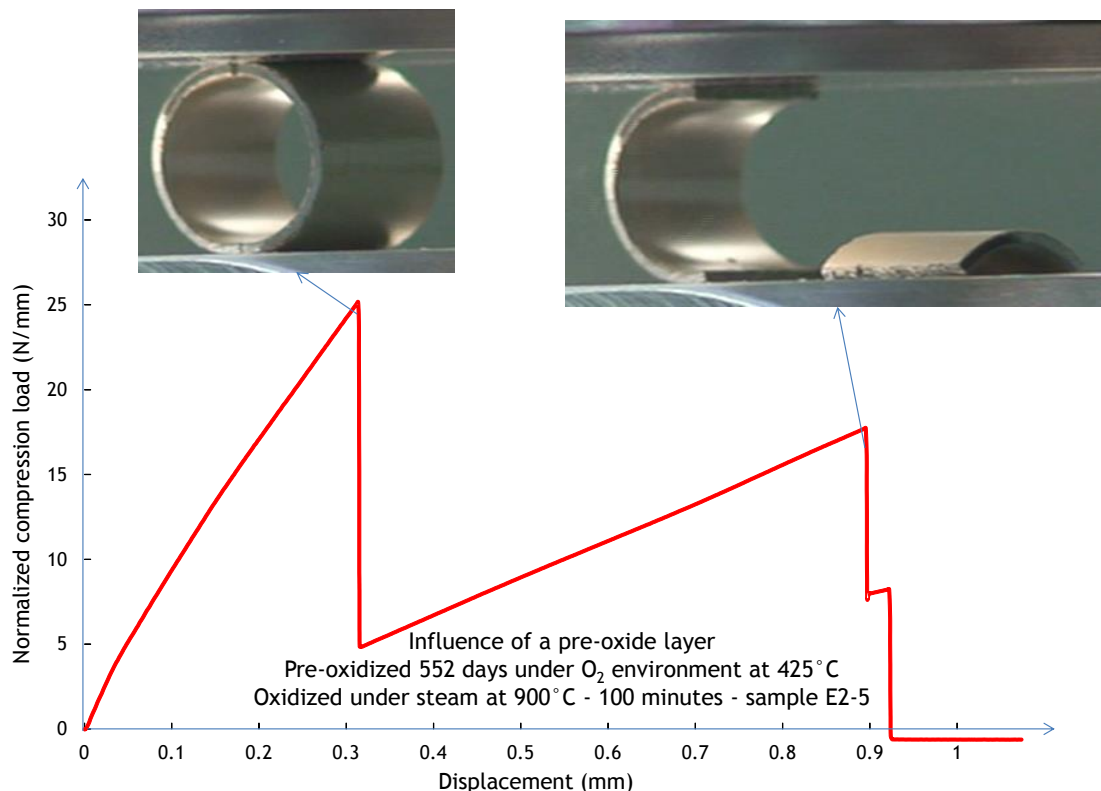 30
25
20
15
10
5
0
Normalized compression load (N/mm)
Influence of a pre-oxide layer
Pre-oxidized 552 days under O₂ environment at 425°C
Oxidized under steam at 900°C - 100 minutes - sample E2-5
0 0.1 0.2 0.3 0.4 0.5 0.6 0.7 0.8 0.9 1
Displacement (mm)